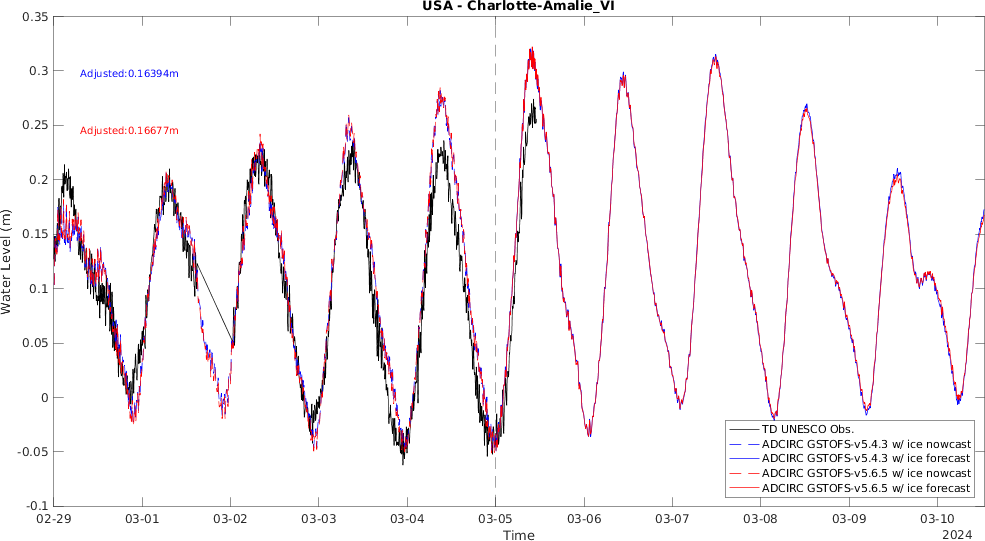 USA - Charlotte-Amalie_VI
0.35
0.3
0.25
0.2
0.15
0.1
0.05
0
-0.05
-0.1
Water Level (m)
Adjusted:0.16394m
Adjusted:0.16677m
TD UNESCO Obs.
ADCIRC GSTOFS-v5.4.3 w/ ice nowcast
ADCIRC GSTOFS-v5.4.3 w/ ice forecast
ADCIRC GSTOFS-v5.6.5 w/ ice nowcast
ADCIRC GSTOFS-v5.6.5 w/ ice forecast
02-29 03-01 03-02 03-03 03-04 03-05 03-06 03-07 03-08 03-09 03-10
Time
2024